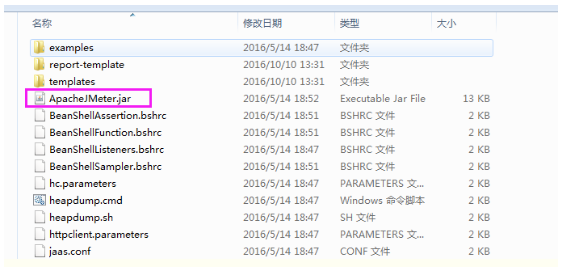 名称 修改日期 类型 大小
examples 2016/5/14 18:47 文件夹
report-template 2016/10/10 13:31 文件夹
templates 2016/10/10 13:31 文件夹
ApacheJMeter.jar 2016/5/14 18:52 Executable Jar File 13 KB
BeanShellAssertion.bshrc 2016/5/14 18:51 BSHRC 文件 2 KB
BeanShellFunction.bshrc 2016/5/14 18:51 BSHRC 文件 2 KB
BeanShellListeners.bshrc 2016/5/14 18:47 BSHRC 文件 2 KB
BeanShellSampler.bshrc 2016/5/14 18:51 BSHRC 文件 2 KB
hc.parameters 2016/5/14 18:47 PARAMETERS 文... 2 KB
heapdump.cmd 2016/5/14 18:47 Windows 命令脚本 2 KB
heapdump.sh 2016/5/14 18:47 SH 文件 2 KB
httpclient.parameters 2016/5/14 18:47 PARAMETERS 文... 2 KB
jaas.conf 2016/5/14 18:47 CONF 文件 2 KB